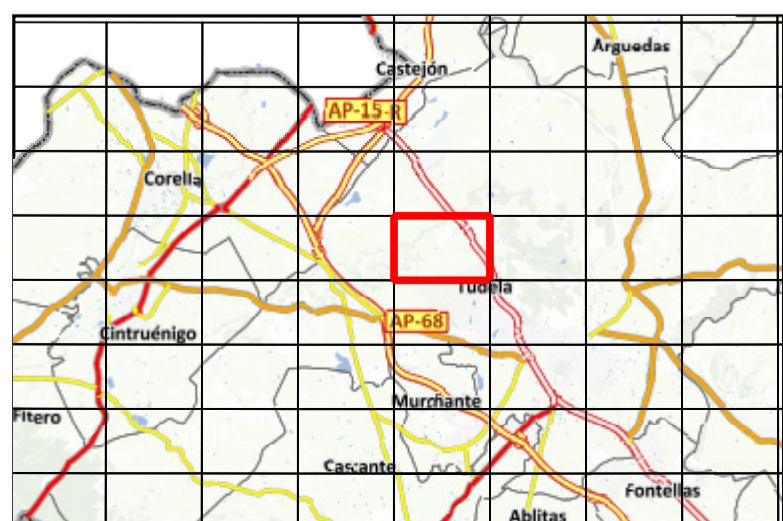 Arguedas
Castejón
AP-15-R
Corella
Tudela
AP-68
Cintruénigo
Murchante
Fitero
Cascante
Fontellas
Ablitas